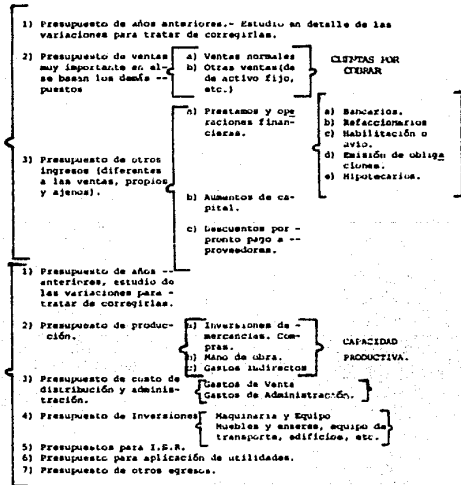 1) Presupuesto de años anteriores.- Estudio en detalle de las
variaciones para tratar de corregirlas.
2) Presupuesto de ventas
muy importante en el-
se basan los demás --
puestos
a) Ventas normales
b) Otras ventas(de
de activo fijo,
etc.)
CUENTAS POR
COBRAR
3) Presupuesto de otros
ingresos (diferentes
a las ventas, propios
y ajenos).
a) Prestamos y ope
raciones finan-
cieras.
a) Bancarios.
b) Refaccionarios
c) Habilitación o
avio.
d) Emisión de obliga
ciones.
e) Hipotecarios.
b) Aumentos de ca-
pital.
c) Descuentos por -
pronto pago a --
proveedores.
1) Presupuesto de años --
anteriores, estudio de
las variaciones para -
tratar de corregirlas.
2) Presupuesto de produc-
ción.
a) Inversiones de -
mercancias. Com-
pras.
b) Mano de obra.
c) Gastos indirectos
CAPACIDAD
PRODUCTIVA.
3) Presupuesto de costo de
distribución y adminis-
tración.
Gastos de Venta
Gastos de Administración.
4) Presupuesto de Inversiones
Maquinaria y Equipo
Muebles y enseres, equipo de
transporte, edificios, etc.
5) Presupuestos para I.S.R.
6) Presupuesto para aplicación de utilidades.
7) Presupuesto de otros egresos.